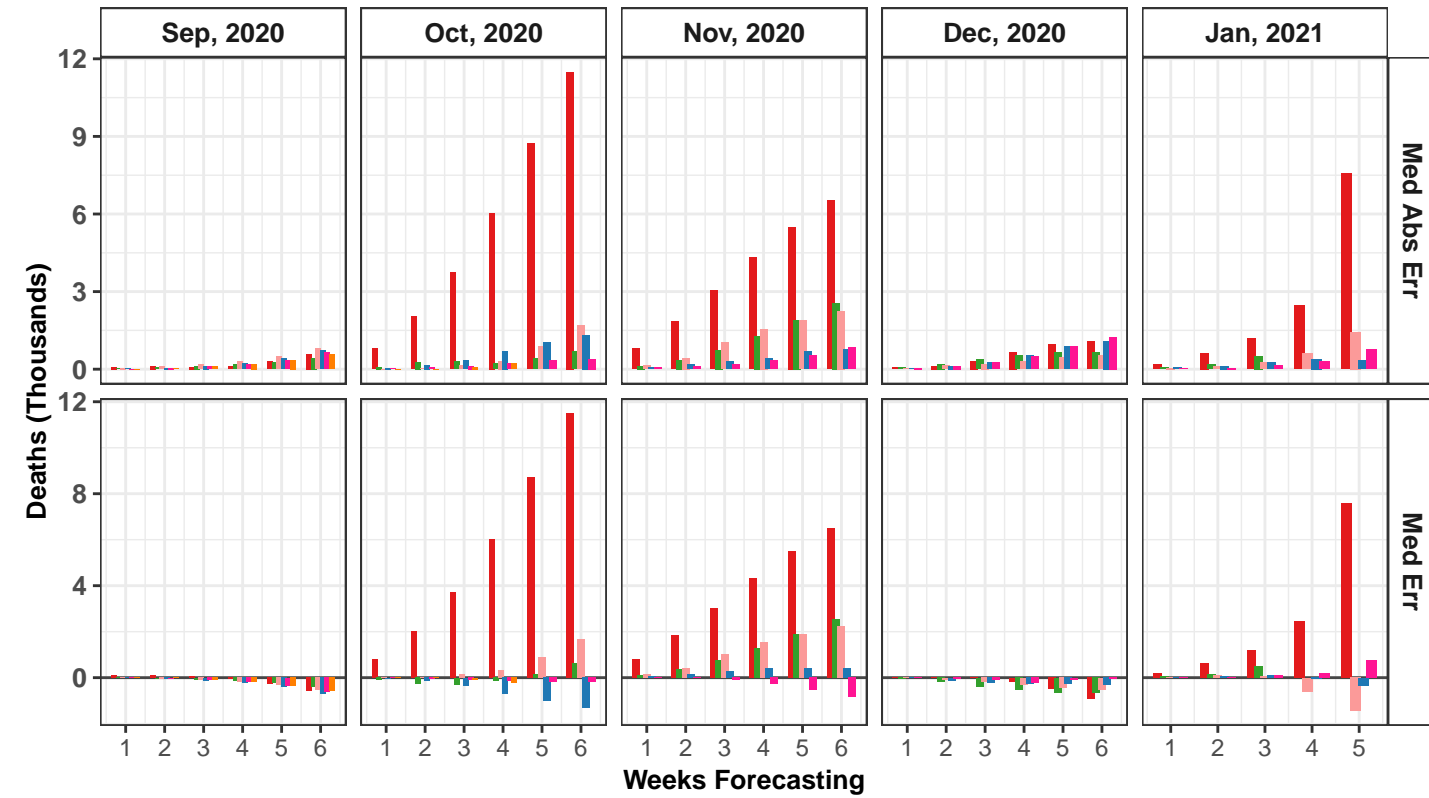 Sep, 2020 Oct, 2020 Nov, 2020 Dec, 2020 Jan, 2021
12
9
6
3
0
Med Abs Err
12
8
4
0
Med Err
Deaths (Thousands)
1 2 3 4 5 6 1 2 3 4 5 6 1 2 3 4 5 6 1 2 3 4 5 6 1 2 3 4 5
Weeks Forecasting